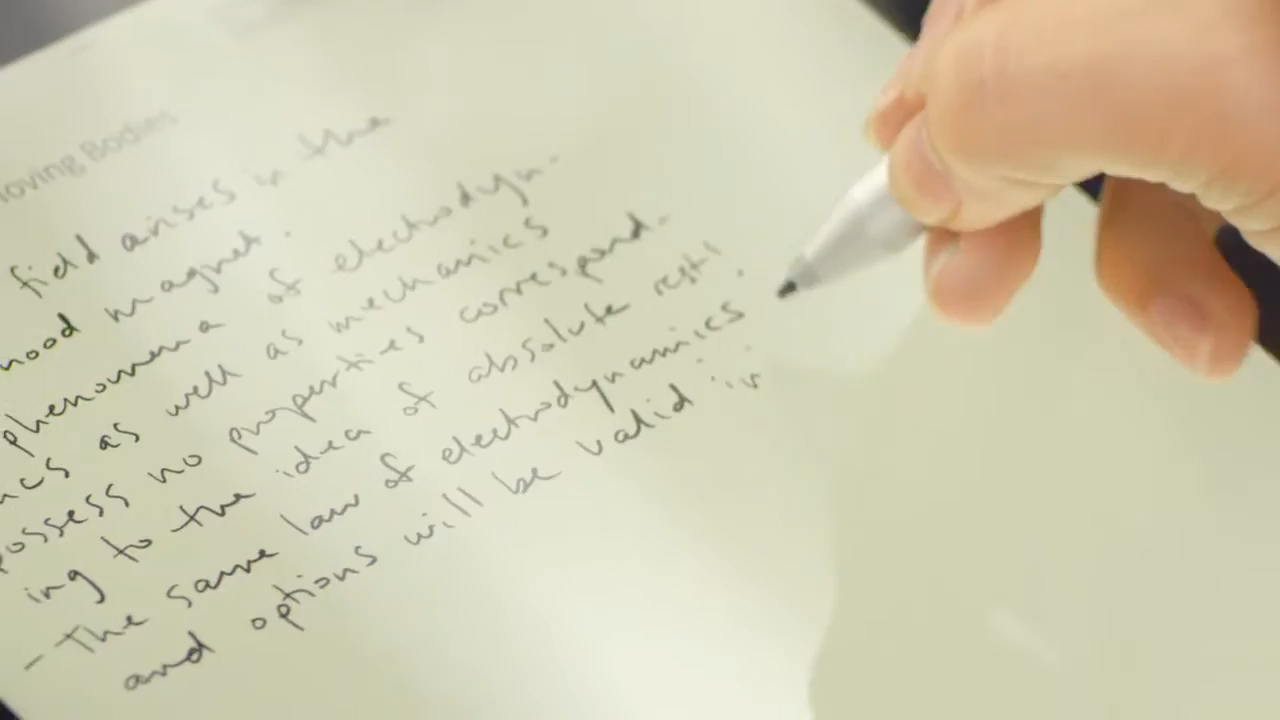 Moving Bodies
field arises in the
hood magnet.
phenomena of electrodyn-
ics as well as mechanics
possess no properties correspond-
ing to the idea of absolute rest!
- The same law of electrodynamics
and options will be valid in